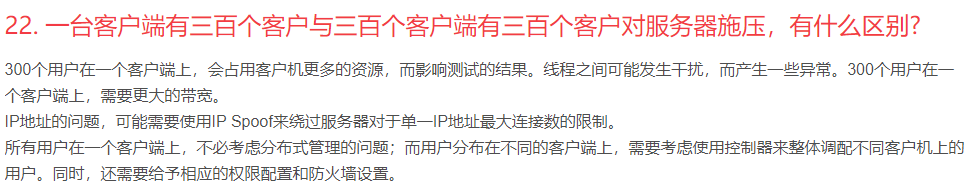 22. 一台客户端有三百个客户与三百个客户端有三百个客户对服务器施压，有什么区别?
300个用户在一个客户端上，会占用客户机更多的资源，而影响测试的结果。线程之间可能发生干扰，而产生一些异常。300个用户在一
个客户端上，需要更大的带宽。
IP地址的问题，可能需要使用IP Spoof来绕过服务器对于单一IP地址最大连接数的限制。
所有用户在一个客户端上，不必考虑分布式管理的问题；而用户分布在不同的客户端上，需要考虑使用控制器来整体调配不同客户机上的
用户。同时，还需要给予相应的权限配置和防火墙设置。